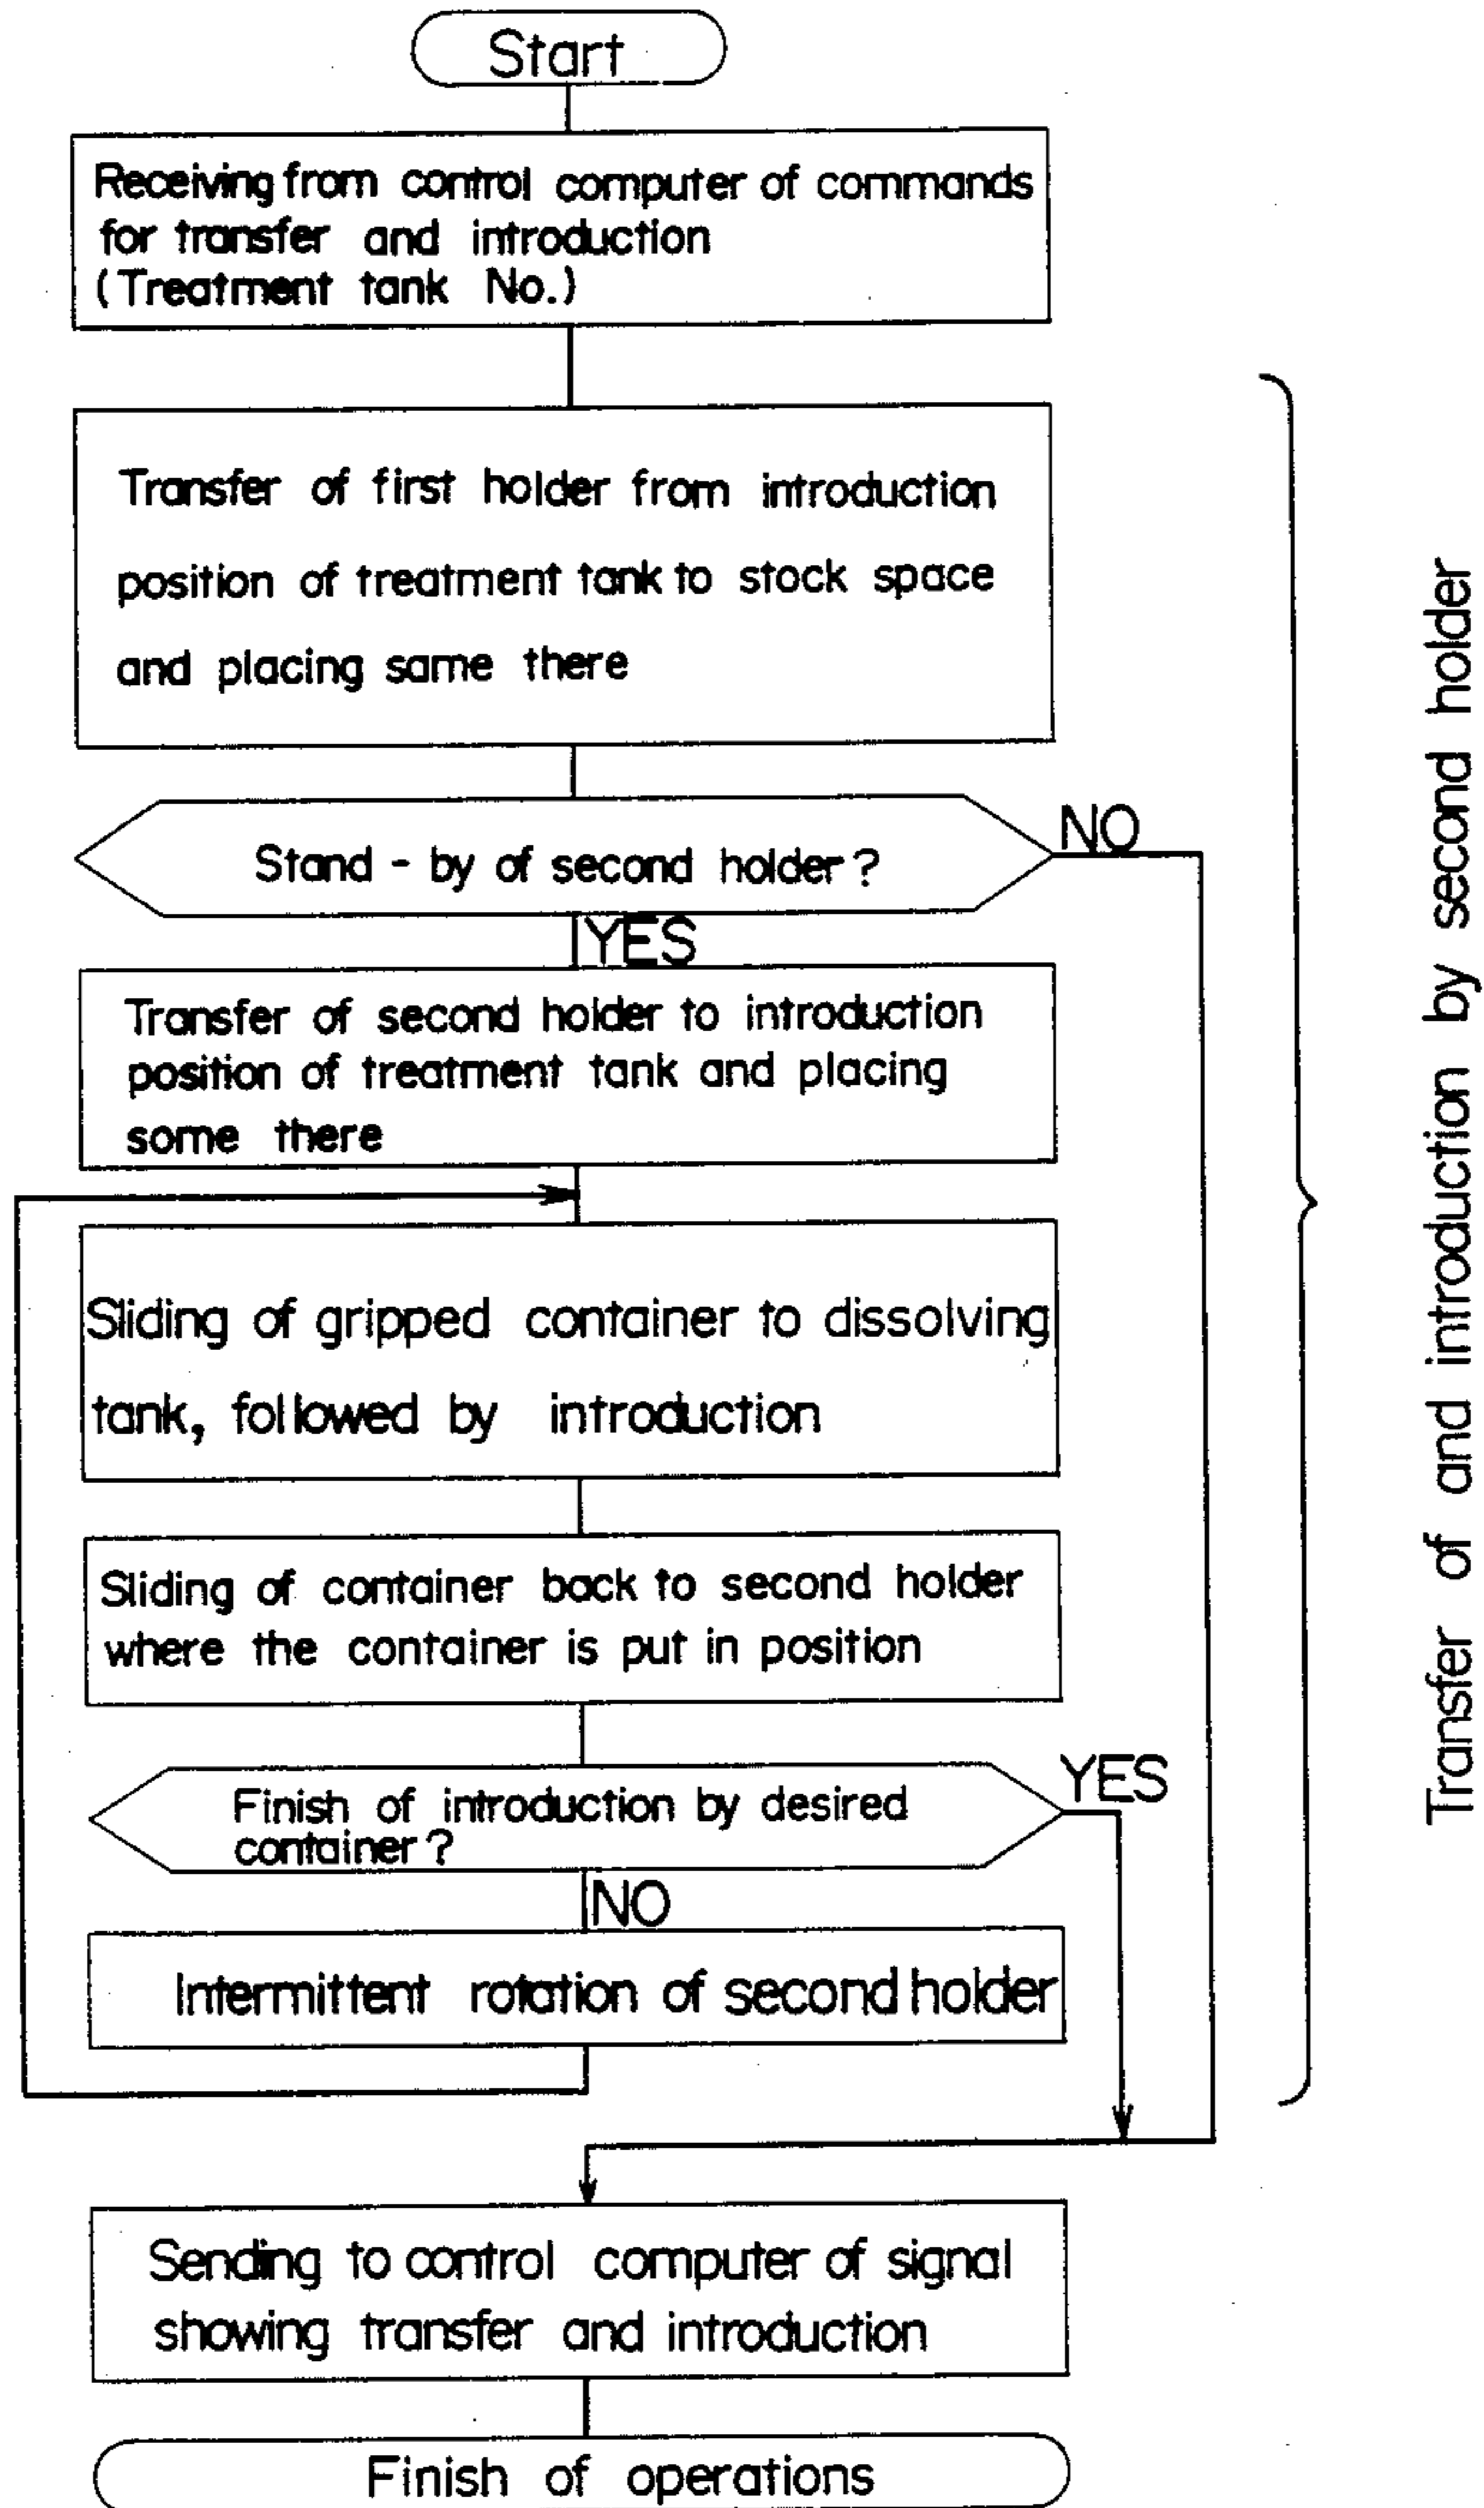 Start
Receiving from control computer of commands
for transfer and introduction
(Treatment tank No.)
Transfer of first holder from introduction
position of treatment tank to stock space
and placing same there
Stand - by of second holder?
NO
YES
Transfer of second holder to introduction
position of treatment tank and placing
some there
Sliding of gripped container to dissolving
tank, followed by introduction
Sliding of container back to second holder
where the container is put in position
Finish of introduction by desired
container?
YES
NO
Intermittent rotation of second holder
Sending to control computer of signal
showing transfer and introduction
Finish of operations
Transfer of and introduction by second holder